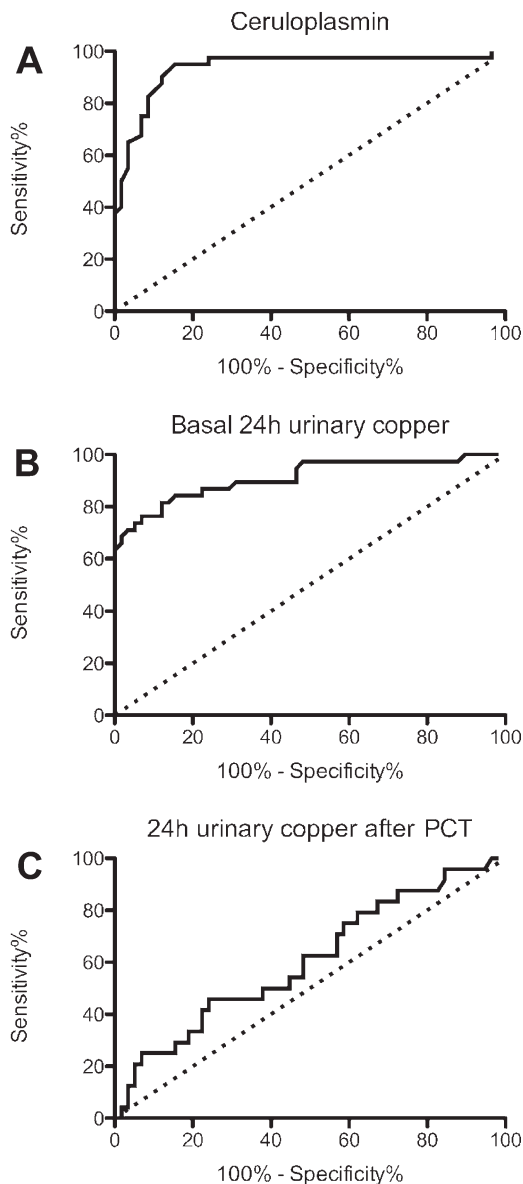 Ceruloplasmin
A
100
80
60
40
20
0
Sensitivity%
0 20 40 60 80 100
100% - Specificity%
Basal 24h urinary copper
B
100
80
60
40
20
0
Sensitivity%
0 20 40 60 80 100
100% - Specificity%
24h urinary copper after PCT
C
100
80
60
40
20
0
Sensitivity%
0 20 40 60 80 100
100% - Specificity%